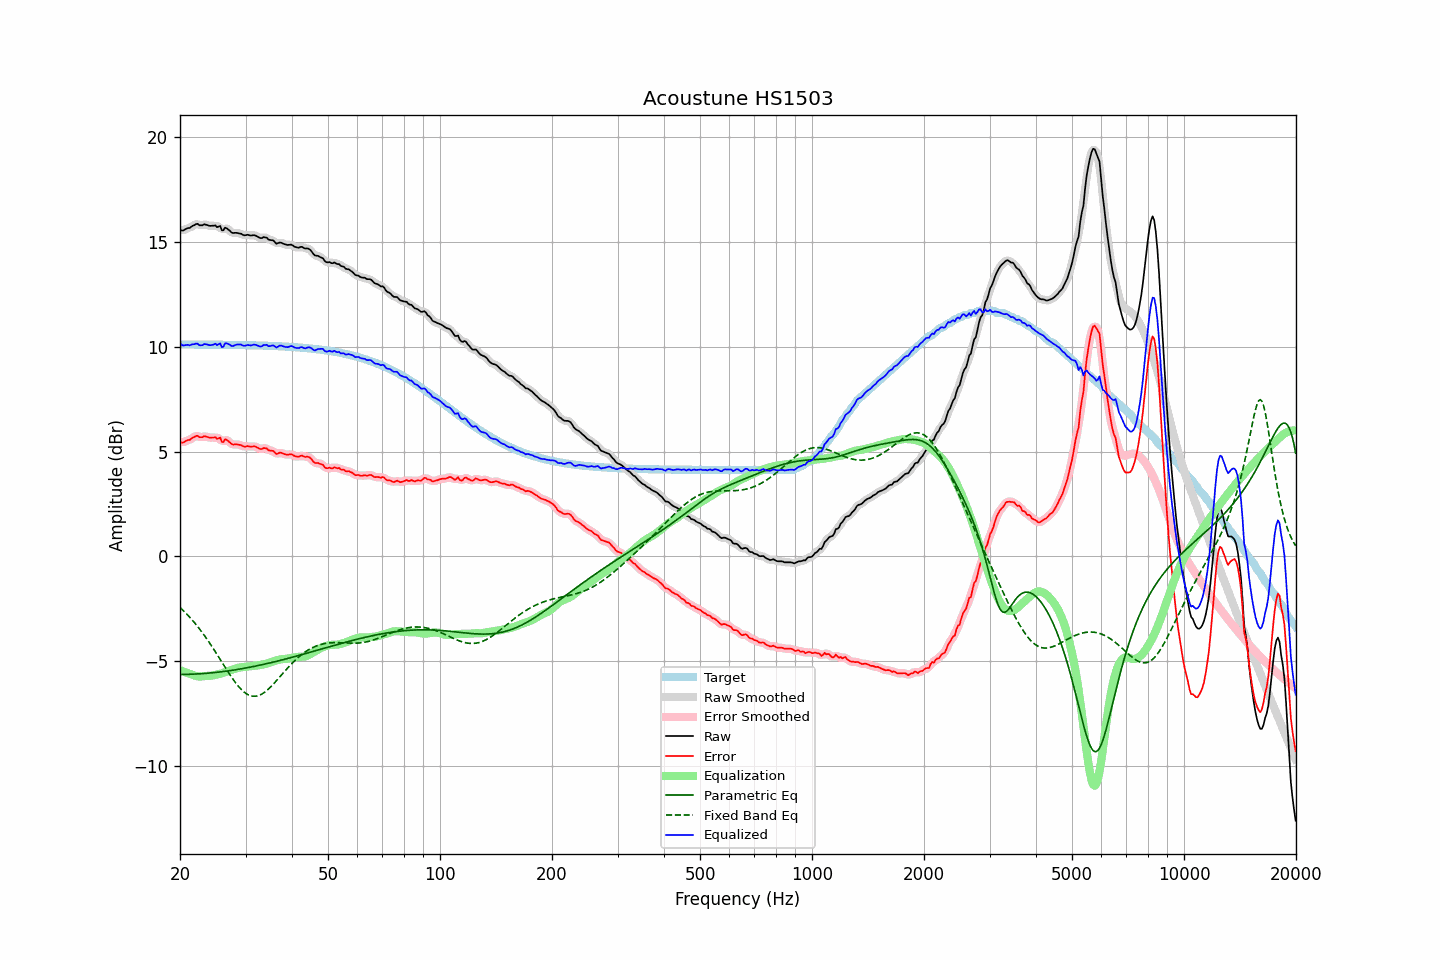 Acoustune HS1503
20
15
10
5
0
−5
−10
Amplitude (dBr)
Target
Raw Smoothed
Error Smoothed
Raw
Error
Equalization
Parametric Eq
Fixed Band Eq
Equalized
20 50 100 200 500 1000 2000 5000 10000 20000
Frequency (Hz)